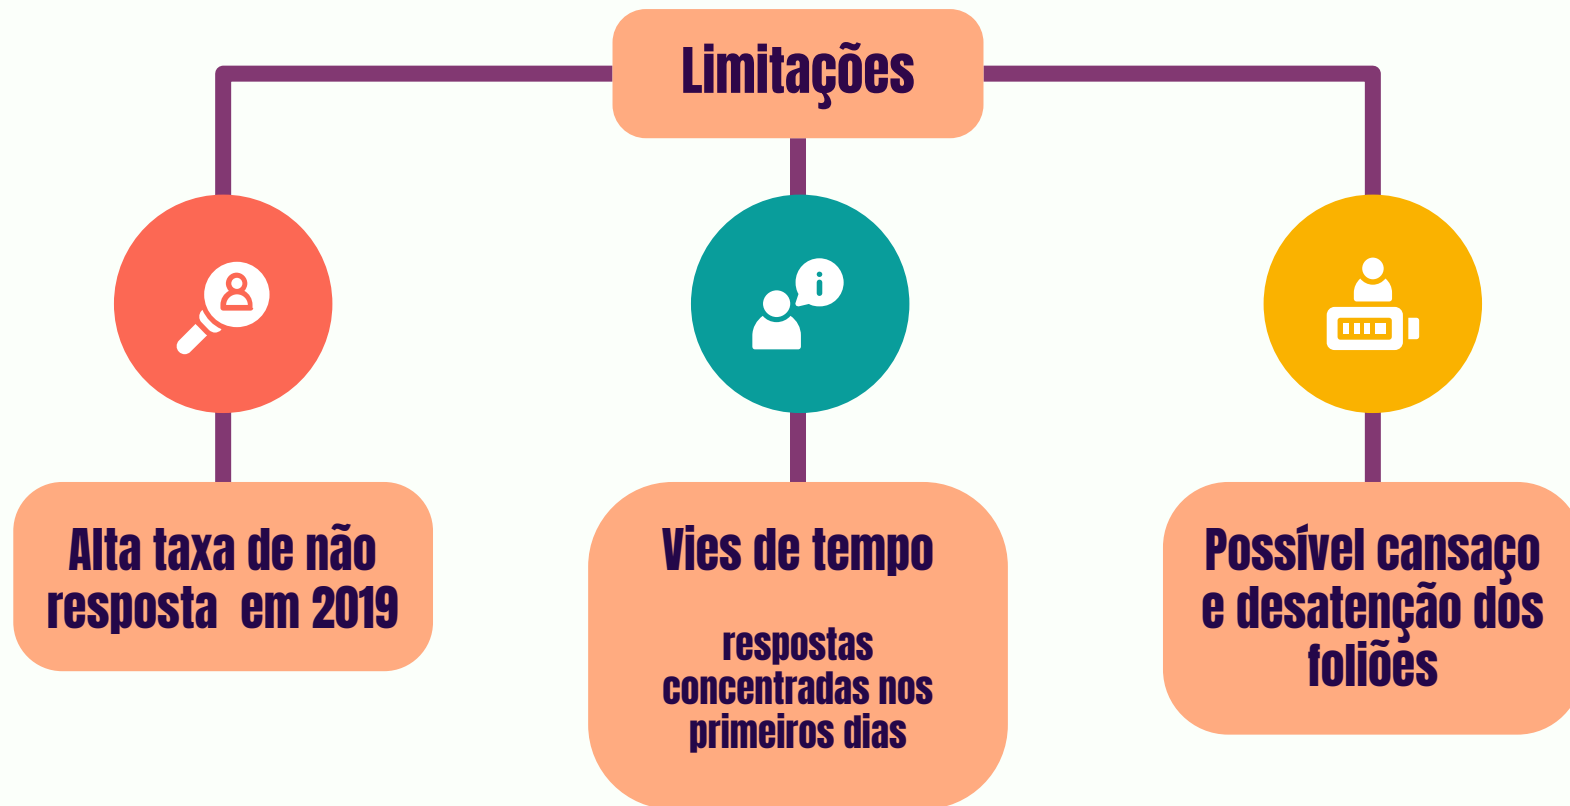 Limitações
Alta taxa de não
resposta em 2019
Vies de tempo
respostas
concentradas nos
primeiros dias
Possível cansaço
e desatenção dos
foliões